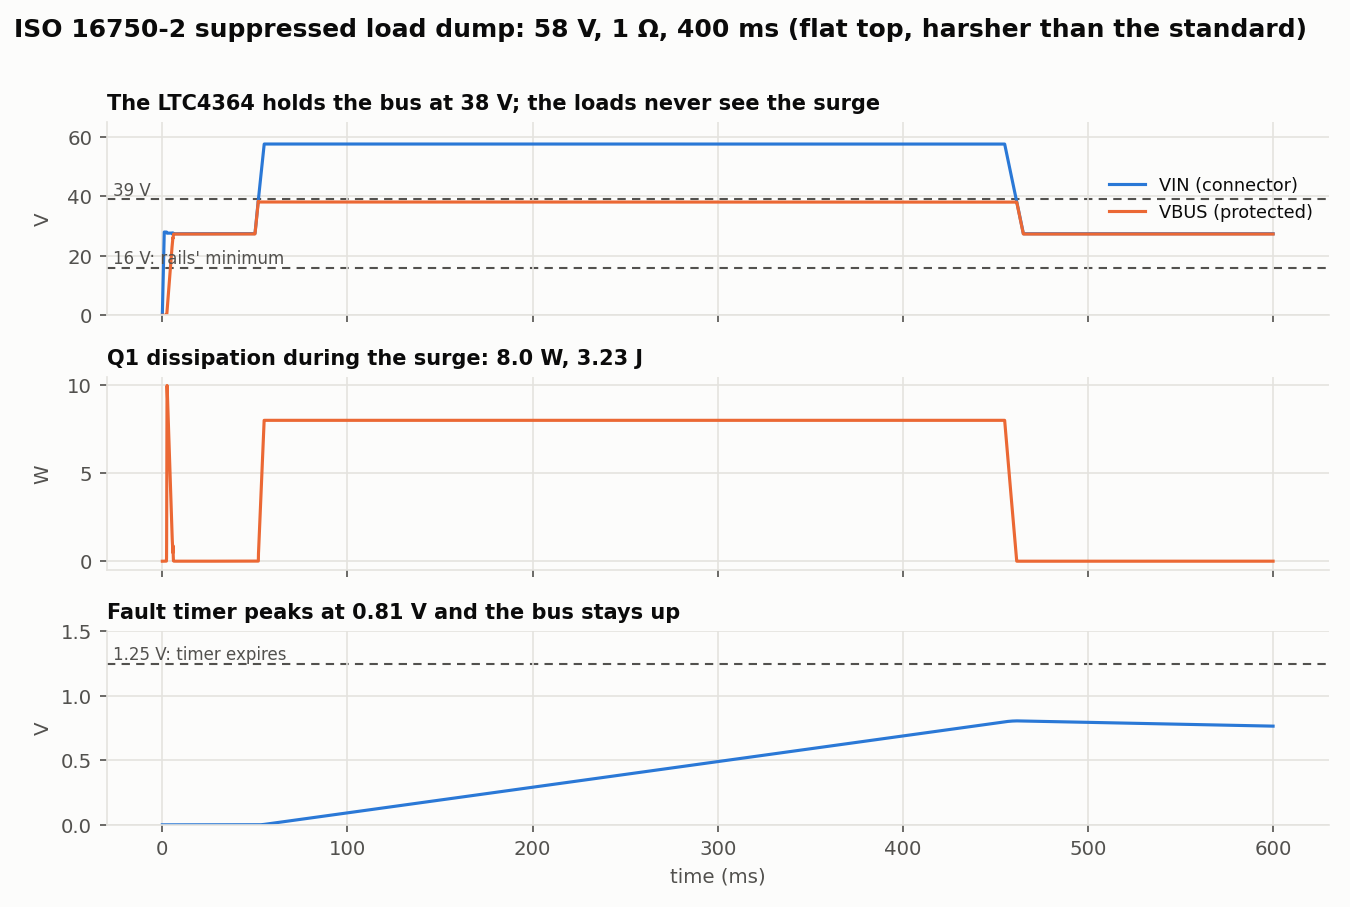 ISO 16750-2 suppressed load dump: 58 V, 1 Ω, 400 ms (flat top, harsher than the standard)
The LTC4364 holds the bus at 38 V; the loads never see the surge
60
40
20
0
V
39 V
16 V: rails' minimum
VIN (connector)
VBUS (protected)
Q1 dissipation during the surge: 8.0 W, 3.23 J
10
5
0
W
Fault timer peaks at 0.81 V and the bus stays up
1.5
1.0
0.5
0.0
V
1.25 V: timer expires
0 100 200 300 400 500 600
time (ms)